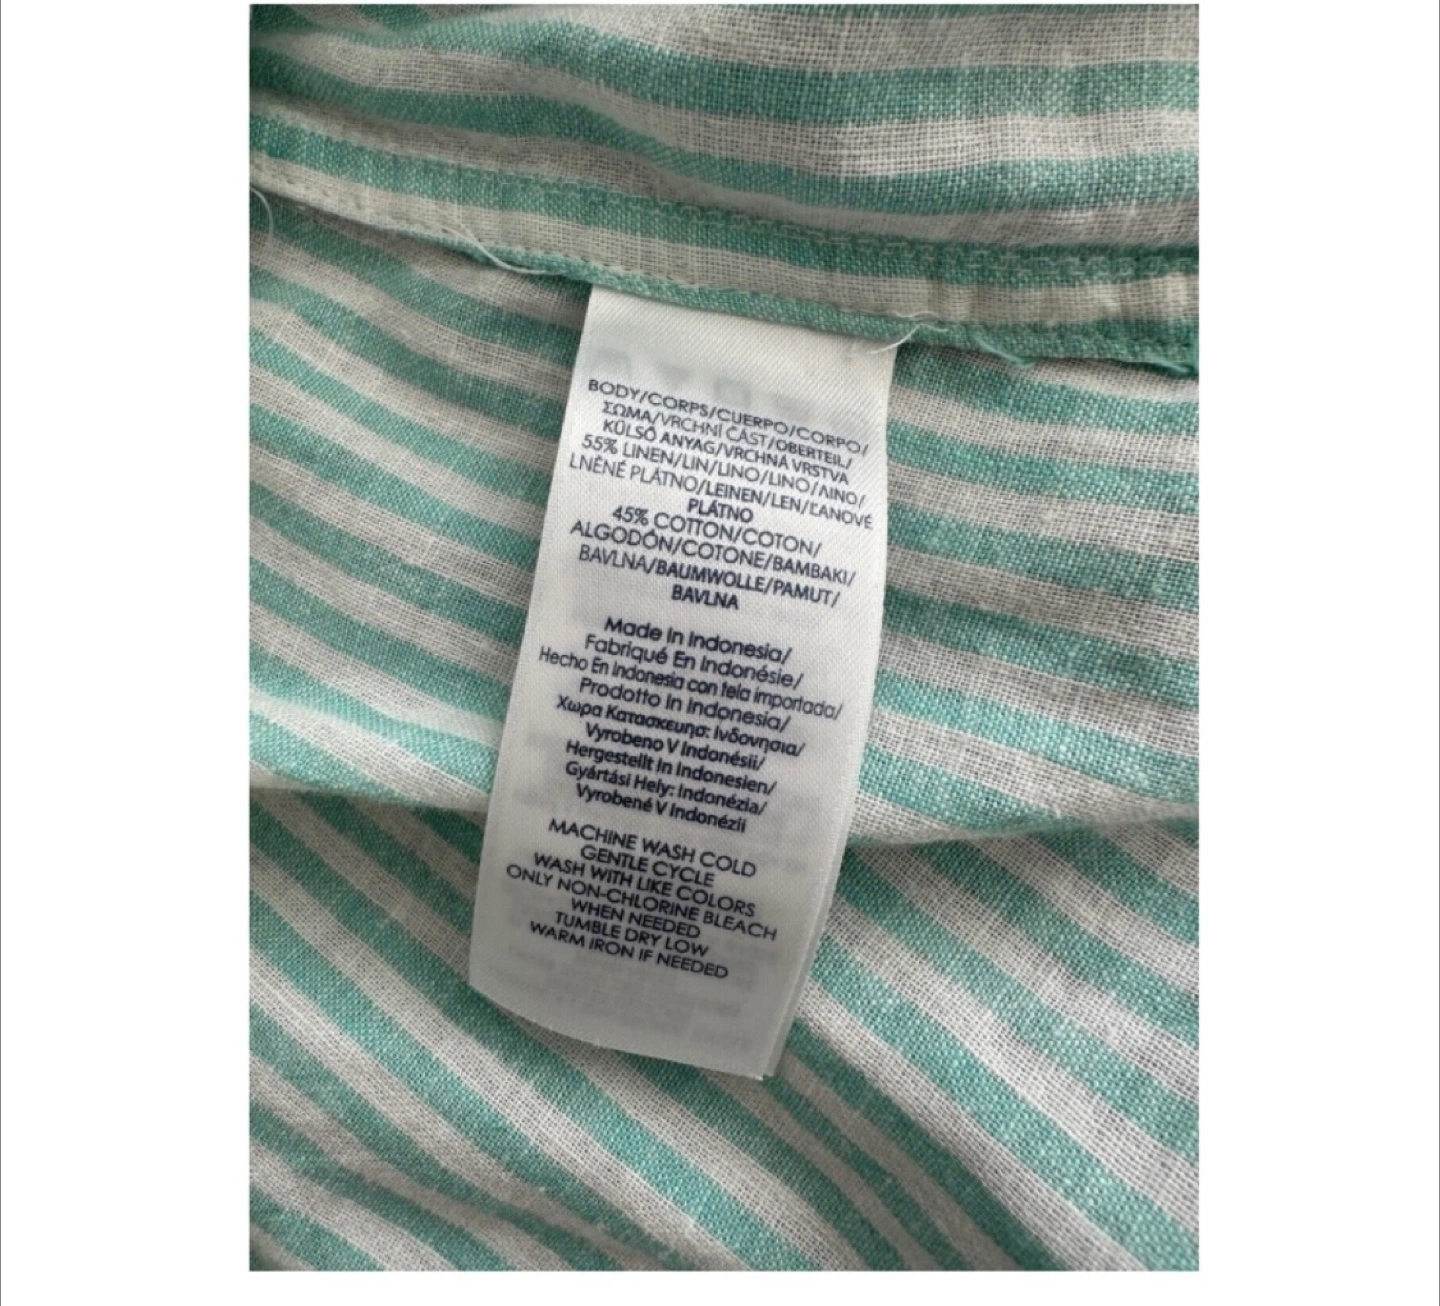 BODY/CORPS/CUERPO/CORPO/
ΣΩΜΑ/VRCHNÍ ČÁST/OBERTEIL/
KÜLSŐ ANYAG/VRCHNÁ VRSTVA
55% LINEN/LIN/LINO/LINO/ΛΙΝΟ/
LNĚNÉ PLÁTNO/LEINEN/LEN/ĽANOVÉ
PLÁTNO
45% COTTON/COTON/
ALGODÓN/COTONE/BAMBAKI/
BAVLNA/BAUMWOLLE/PAMUT/
BAVLNA
Made In Indonesia/
Fabriqué En Indonésie/
Hecho En Indonesia con tela importada/
Prodotto In Indonesia/
Χωρα Κατασκευησ: Ινδονησια/
Vyrobeno V Indonésii/
Hergestellt In Indonesien/
Gyártási Hely: Indonézia/
Vyrobené V Indonézii
MACHINE WASH COLD
GENTLE CYCLE
WASH WITH LIKE COLORS
ONLY NON-CHLORINE BLEACH
WHEN NEEDED
TUMBLE DRY LOW
WARM IRON IF NEEDED